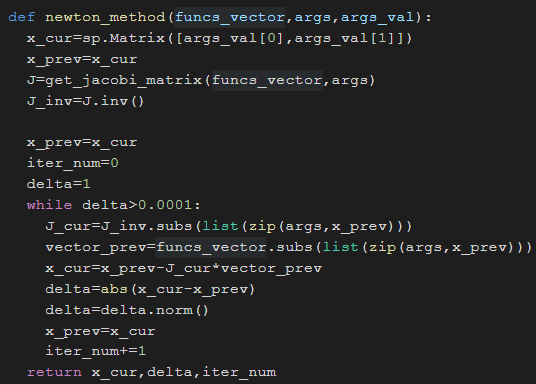 def newton_method(funcs_vector,args,args_val):
  x_cur=sp.Matrix([args_val[0],args_val[1]])
  x_prev=x_cur
  J=get_jacobi_matrix(funcs_vector,args)
  J_inv=J.inv()

  x_prev=x_cur
  iter_num=0
  delta=1
  while delta>0.0001:
    J_cur=J_inv.subs(list(zip(args,x_prev)))
    vector_prev=funcs_vector.subs(list(zip(args,x_prev)))
    x_cur=x_prev-J_cur*vector_prev
    delta=abs(x_cur-x_prev)
    delta=delta.norm()
    x_prev=x_cur
    iter_num+=1
  return x_cur,delta,iter_num